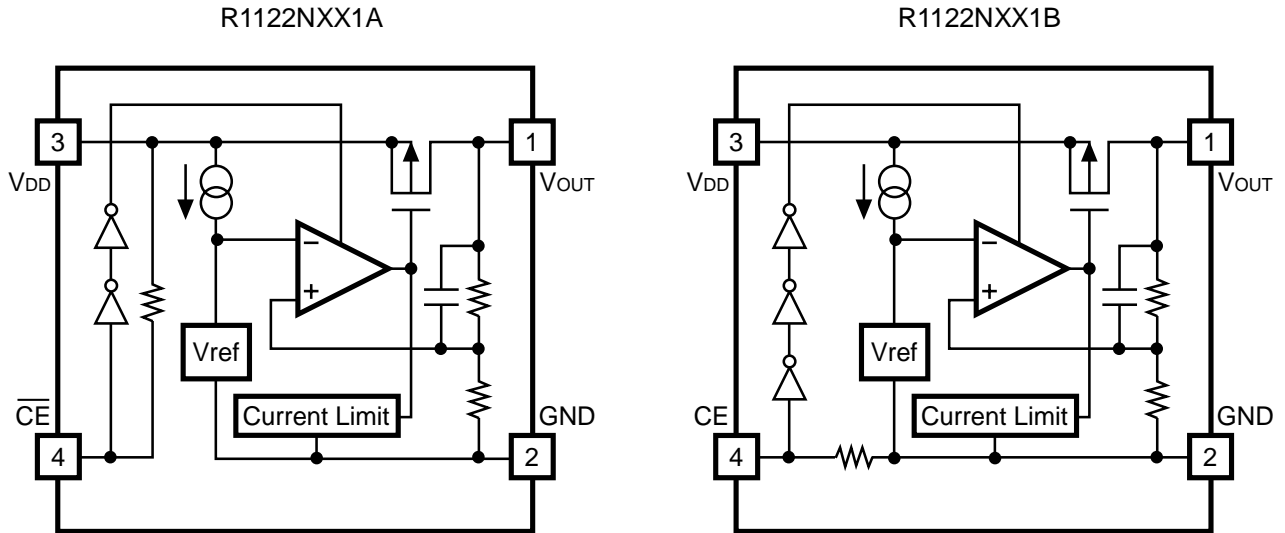 R1122NXX1A
3
VDD
1
VOUT
−
+
Vref
Current Limit
C̅E̅
4
GND
2
R1122NXX1B
3
VDD
1
VOUT
−
+
Vref
Current Limit
CE
4
GND
2